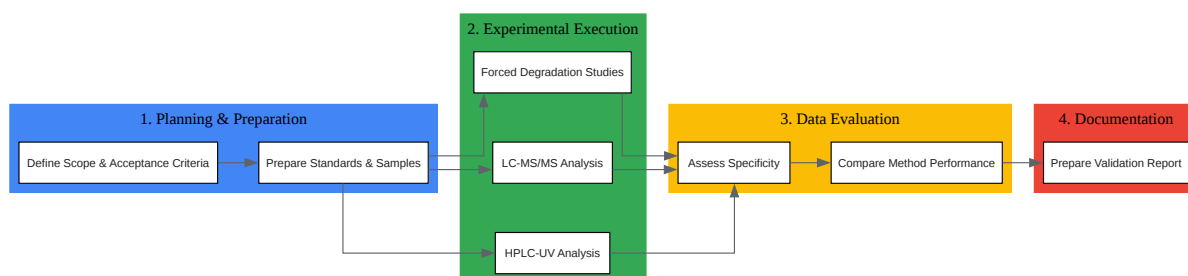 1. Planning & Preparation
Define Scope & Acceptance Criteria
Prepare Standards & Samples
2. Experimental Execution
Forced Degradation Studies
LC-MS/MS Analysis
HPLC-UV Analysis
3. Data Evaluation
Assess Specificity
Compare Method Performance
4. Documentation
Prepare Validation Report